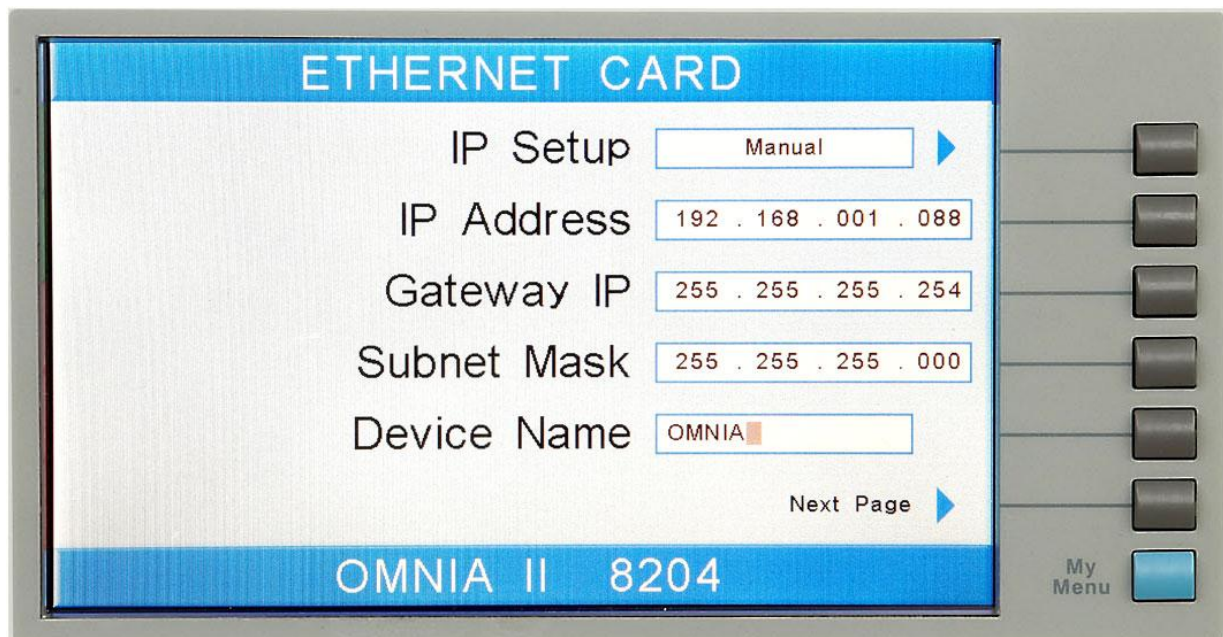 ETHERNET CARD
IP Setup Manual
IP Address 192 . 168 . 001 . 088
Gateway IP 255 . 255 . 255 . 254
Subnet Mask 255 . 255 . 255 . 000
Device Name OMNIA
Next Page
OMNIA II 8204
My
Menu